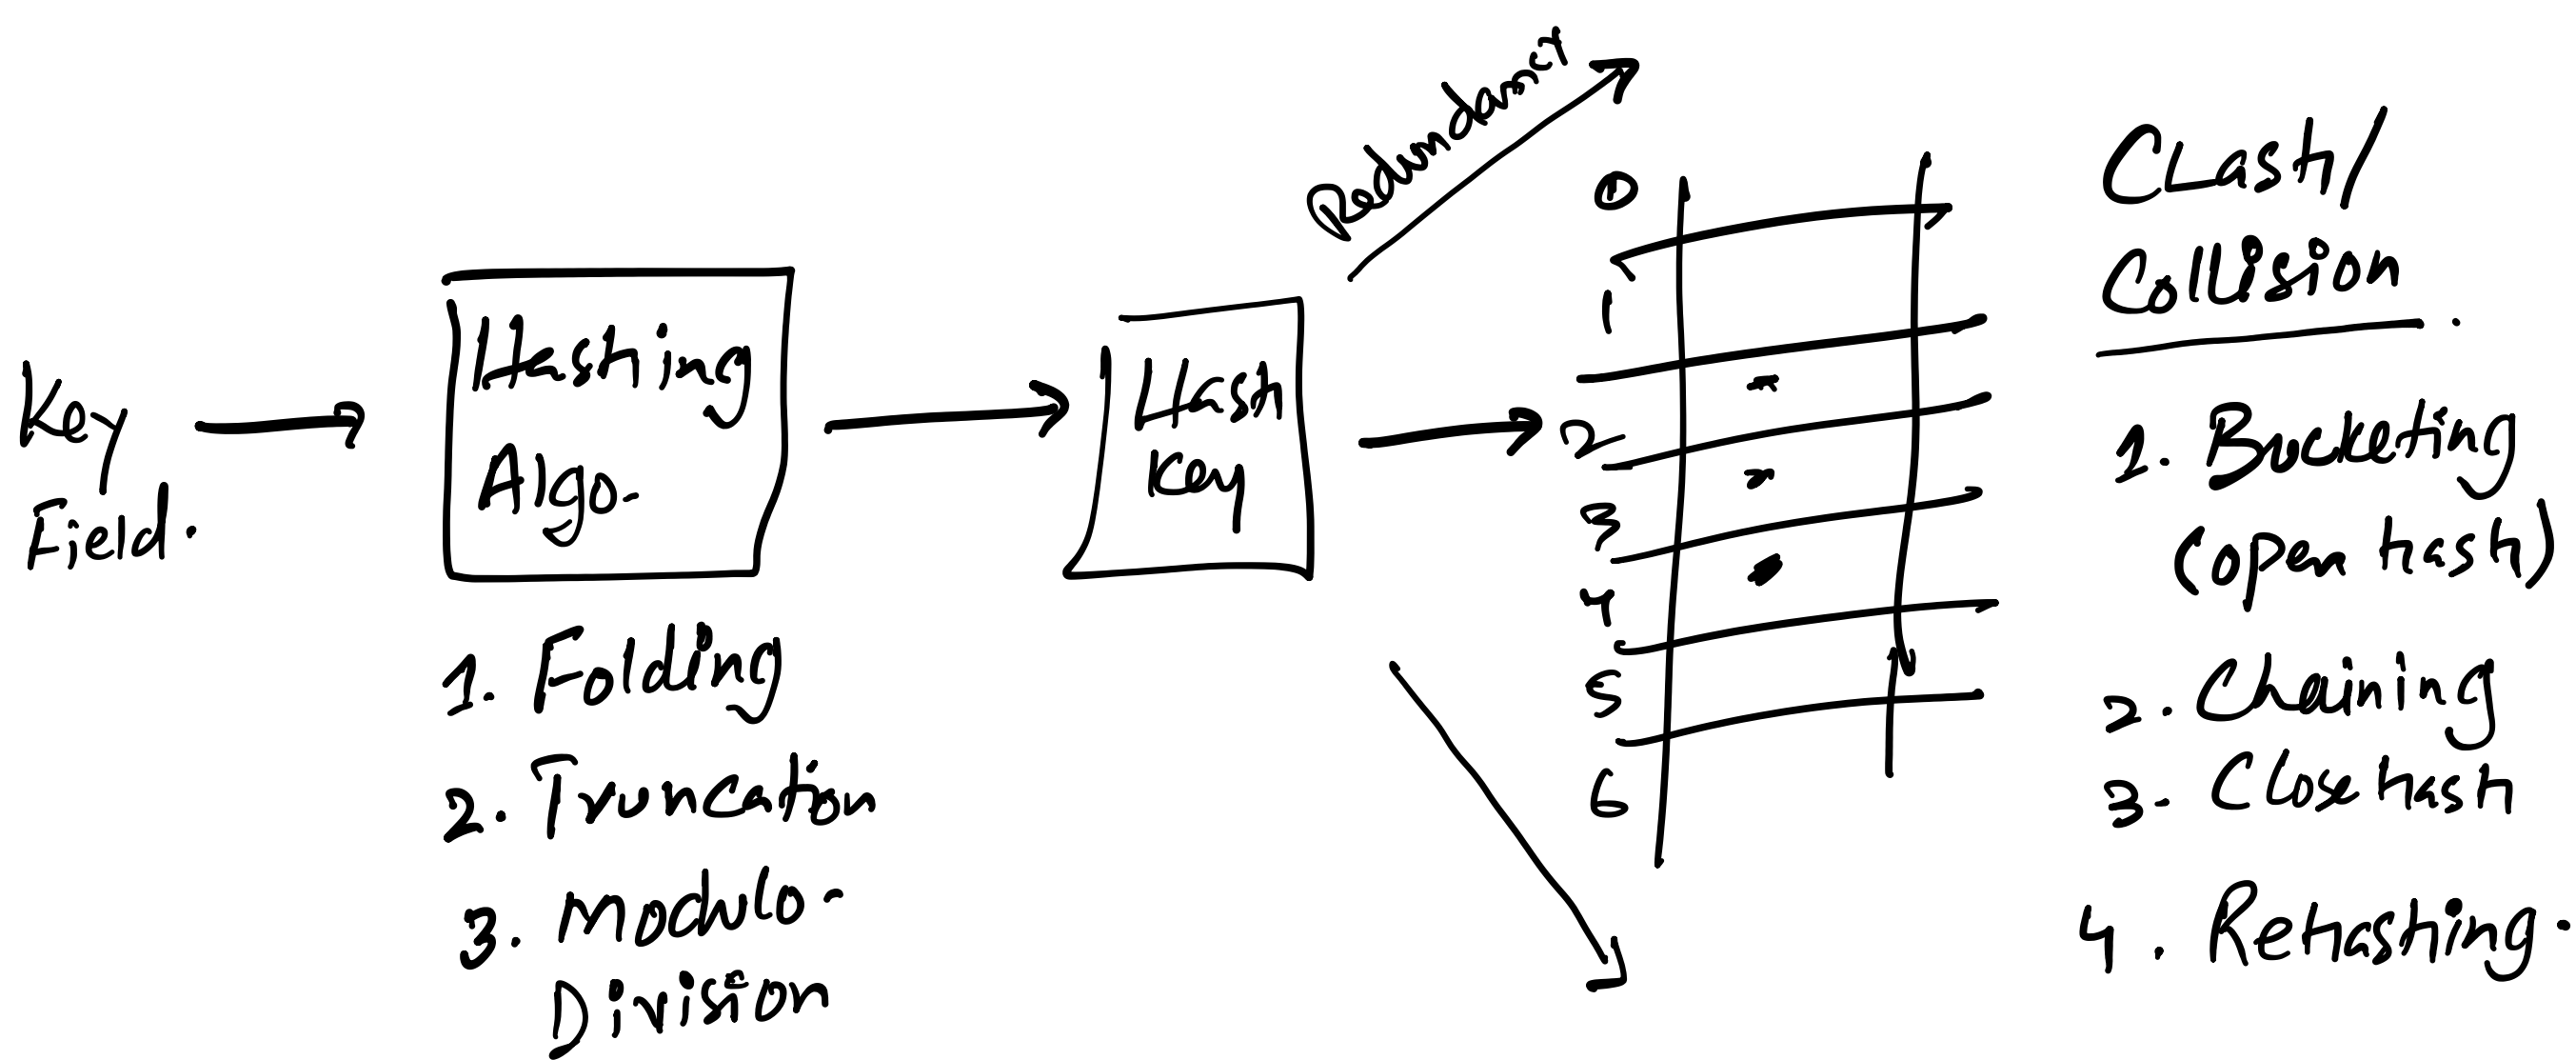 Key
Field.
Hashing
Algo.
1. Folding
2. Truncation
3. Modulo-
Division
Hash
Key
Redundancy
0
1
2
3
4
5
6
Clash/
Collision.
1. Bucketing
(open hash)
2. Chaining
3. Close hash
4. Rehashing.